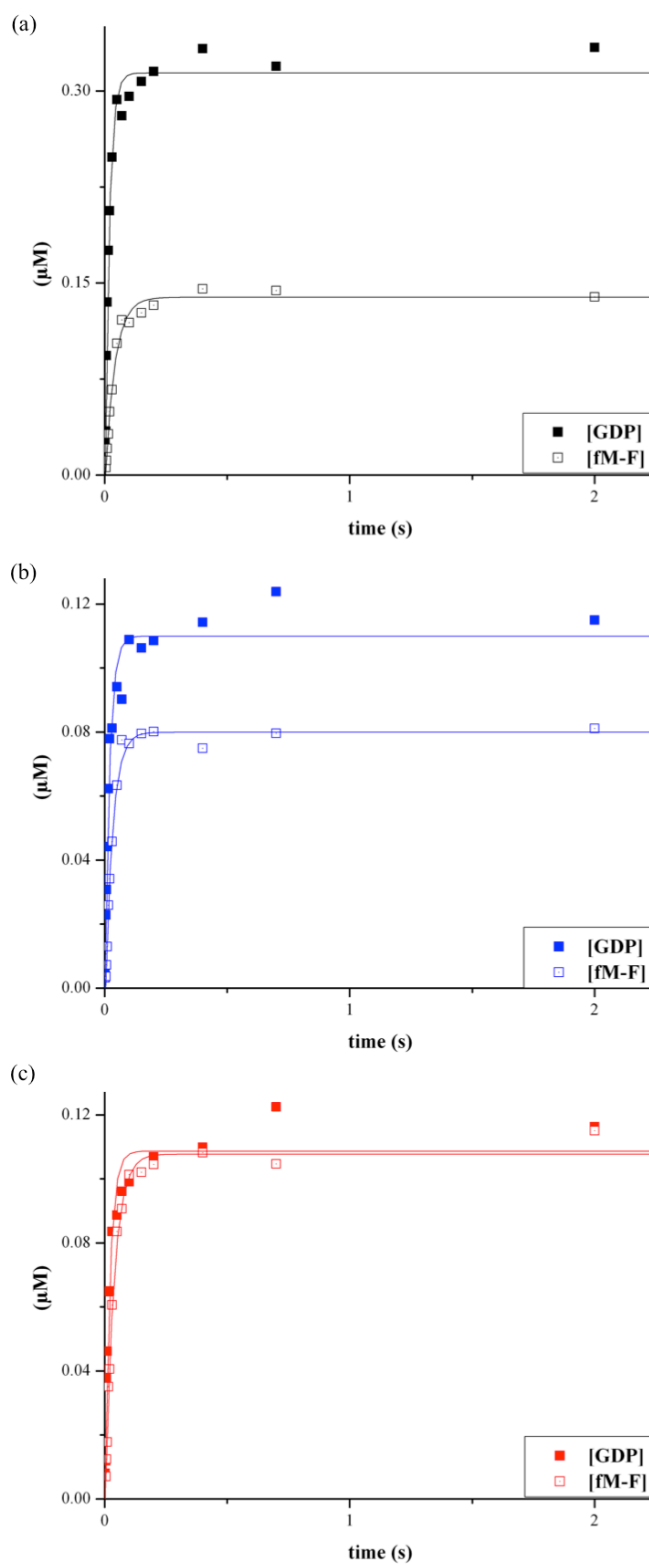 (a)
0.30
0.15
0.00
(μM)
[GDP]
[fM-F]
0
1
2
time (s)
(b)
0.12
0.08
0.04
0.00
(μM)
[GDP]
[fM-F]
0
1
2
time (s)
(c)
0.12
0.08
0.04
0.00
(μM)
[GDP]
[fM-F]
0
1
2
time (s)